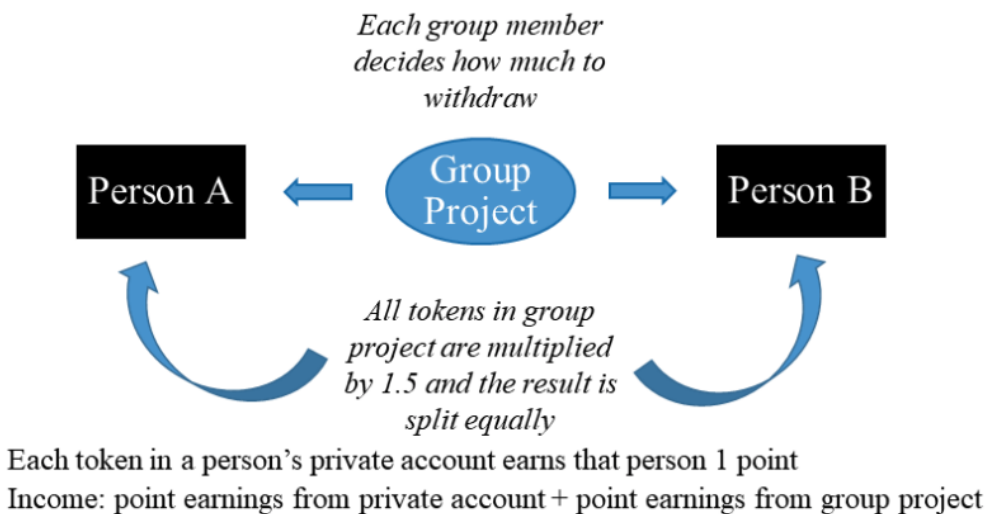 Each group member
decides how much to
withdraw
Person A
Group
Project
Person B
All tokens in group
project are multiplied
by 1.5 and the result is
split equally
Each token in a person's private account earns that person 1 point
Income: point earnings from private account + point earnings from group project